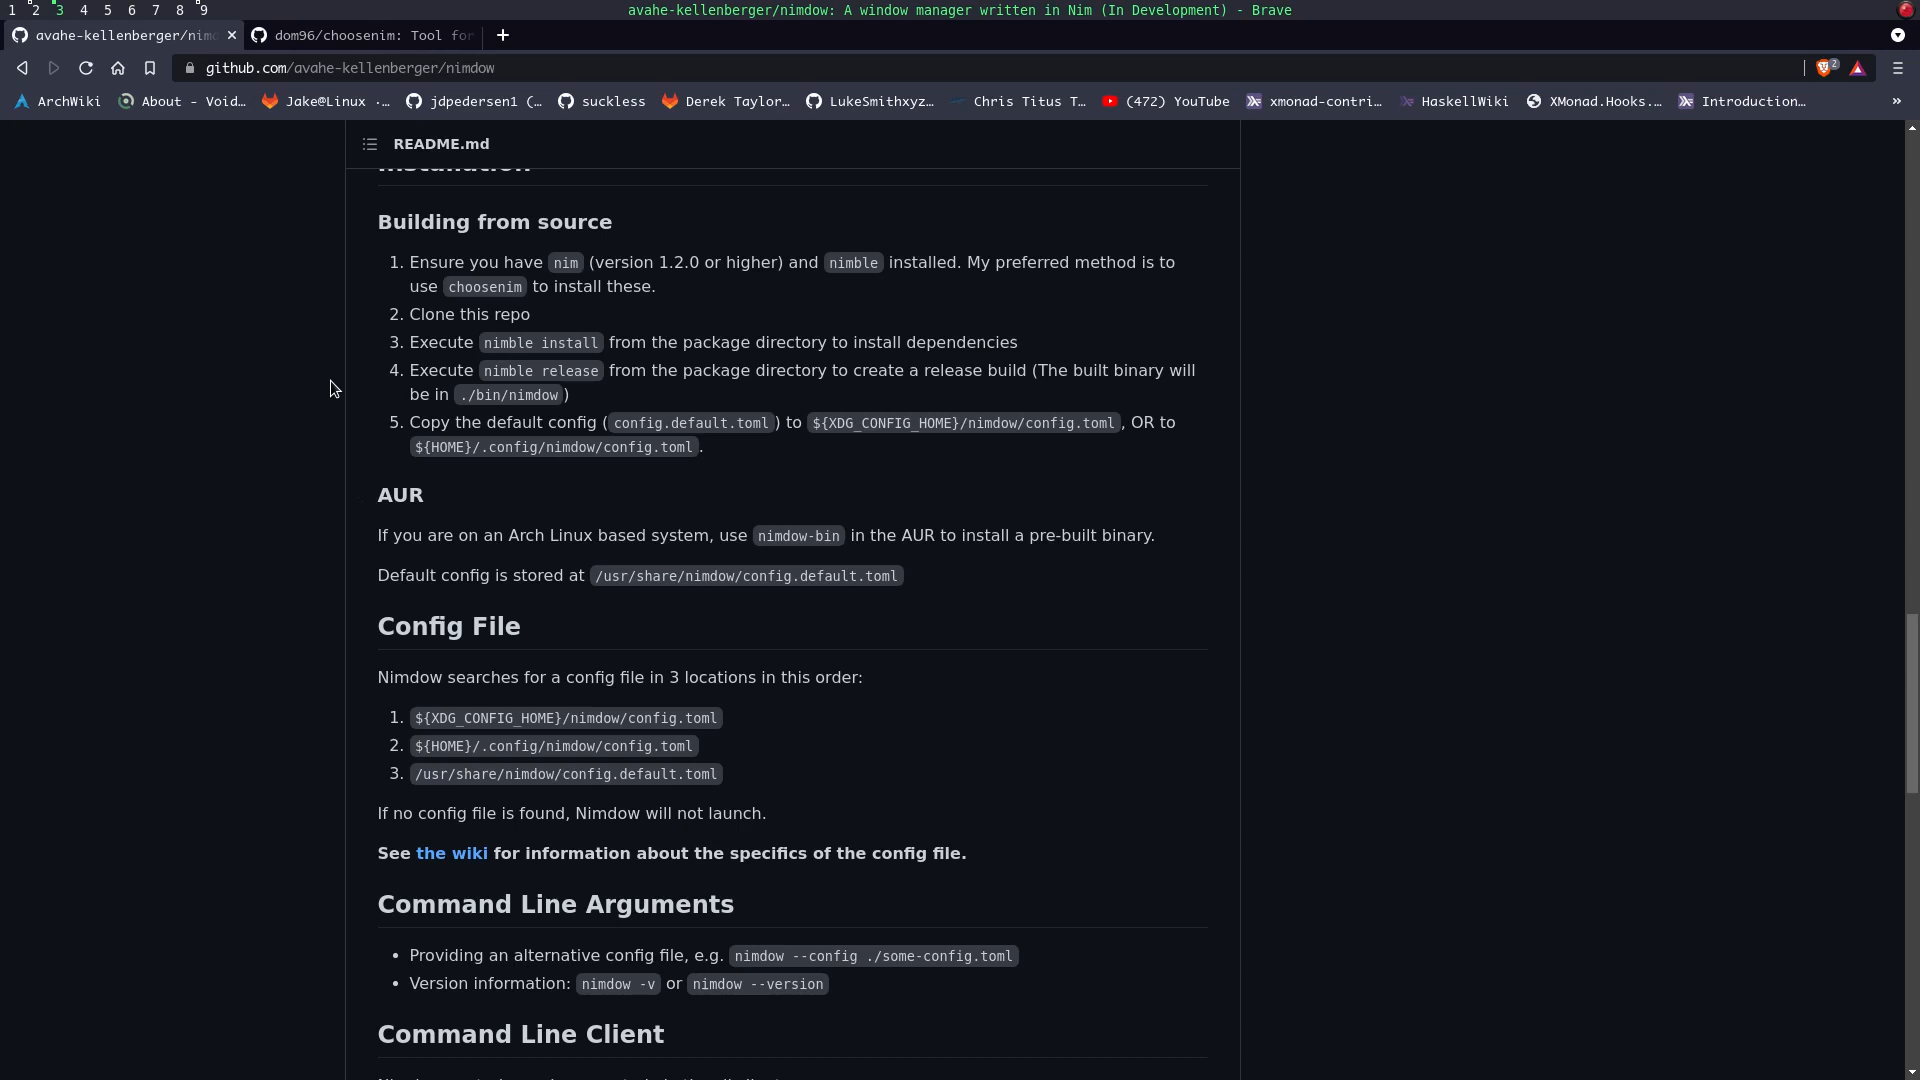 1 2 3 4 5 6 7 8 9
avahe-kellenberger/nimdow: A window manager written in Nim (In Development) - Brave
avahe-kellenberger/nimd
dom96/choosenim: Tool for
github.com/avahe-kellenberger/nimdow
2
ArchWiki
About - Void…
Jake@Linux ·…
jdpedersen1 (…
suckless
Derek Taylor…
LukeSmithxyz…
Chris Titus T…
(472) YouTube
xmonad-contri…
HaskellWiki
XMonad.Hooks.…
Introduction…
README.md
Installation
Building from source
1. Ensure you have nim (version 1.2.0 or higher) and nimble installed. My preferred method is to
use choosenim to install these.
2. Clone this repo
3. Execute nimble install from the package directory to install dependencies
4. Execute nimble release from the package directory to create a release build (The built binary will
be in ./bin/nimdow)
5. Copy the default config (config.default.toml) to ${XDG_CONFIG_HOME}/nimdow/config.toml, OR to
${HOME}/.config/nimdow/config.toml.
AUR
If you are on an Arch Linux based system, use nimdow-bin in the AUR to install a pre-built binary.
Default config is stored at /usr/share/nimdow/config.default.toml
Config File
Nimdow searches for a config file in 3 locations in this order:
1. ${XDG_CONFIG_HOME}/nimdow/config.toml
2. ${HOME}/.config/nimdow/config.toml
3. /usr/share/nimdow/config.default.toml
If no config file is found, Nimdow will not launch.
See the wiki for information about the specifics of the config file.
Command Line Arguments
• Providing an alternative config file, e.g. nimdow --config ./some-config.toml
• Version information: nimdow -v or nimdow --version
Command Line Client